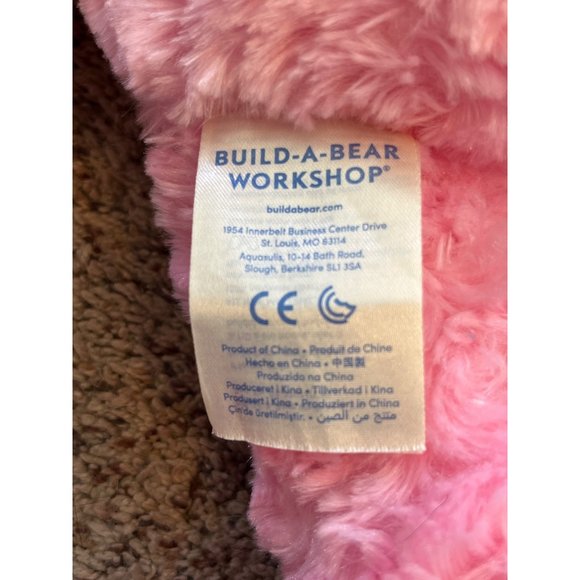 BUILD-A-BEAR
WORKSHOP®
buildabear.com
1954 Innerbelt Business Center Drive
St. Louis, MO 63114
Aquasulis, 10-14 Bath Road,
Slough, Berkshire SL1 3SA
CE
Product of China • Produit de Chine
Hecho en China • 中国製
Produzido na China
Produceret i Kina • Tillverkad i Kina
Produsert i Kina • Produziert in China
Çin'de üretilmiştir. • منتج من الصين